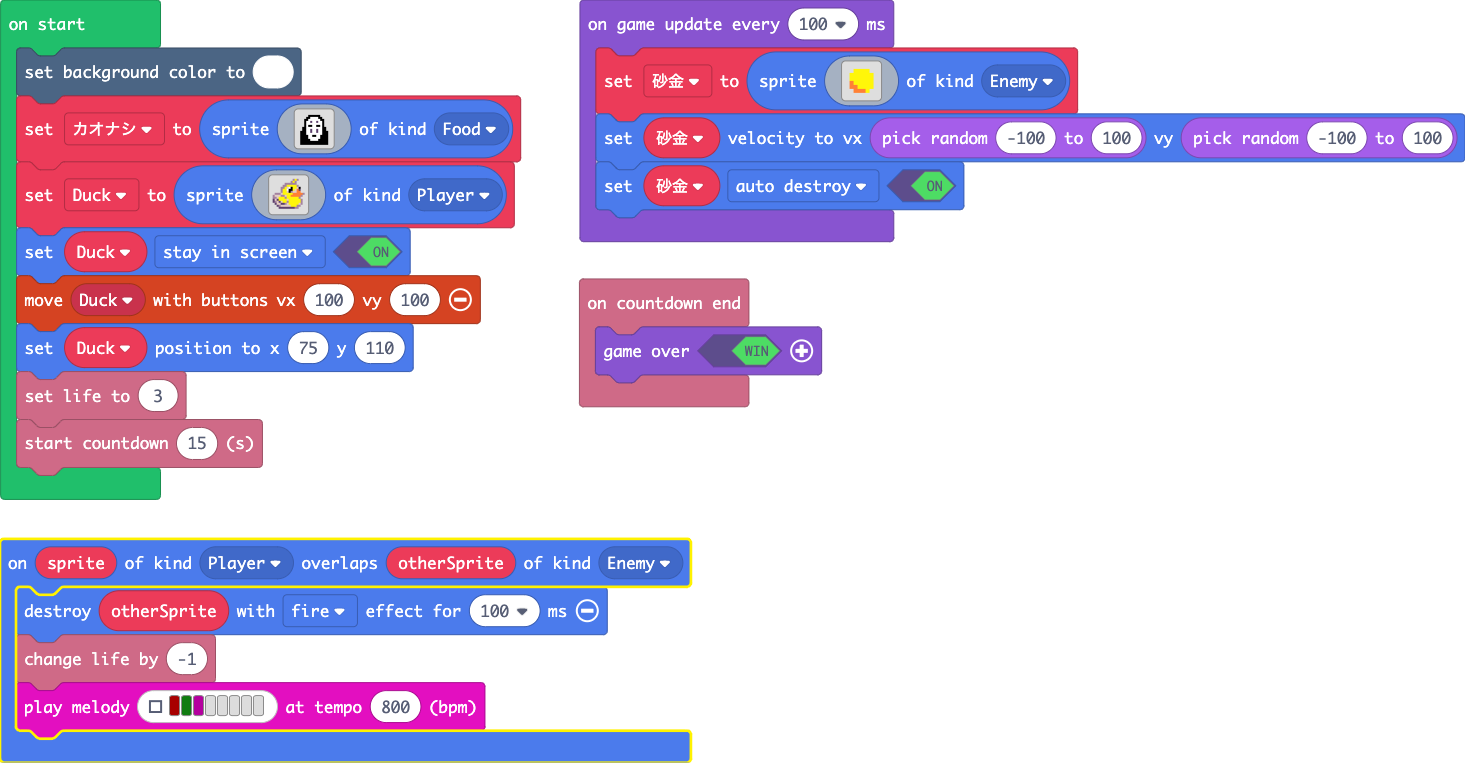 on start
set background color to
set カオナシ to sprite of kind Food
set Duck to sprite of kind Player
set Duck stay in screen ON
move Duck with buttons vx 100 vy 100
set Duck position to x 75 y 110
set life to 3
start countdown 15 (s)
on game update every 100 ms
set 砂金 to sprite of kind Enemy
set 砂金 velocity to vx pick random -100 to 100 vy pick random -100 to 100
set 砂金 auto destroy ON
on countdown end
game over WIN
on sprite of kind Player overlaps otherSprite of kind Enemy
destroy otherSprite with fire effect for 100 ms
change life by -1
play melody at tempo 800 (bpm)